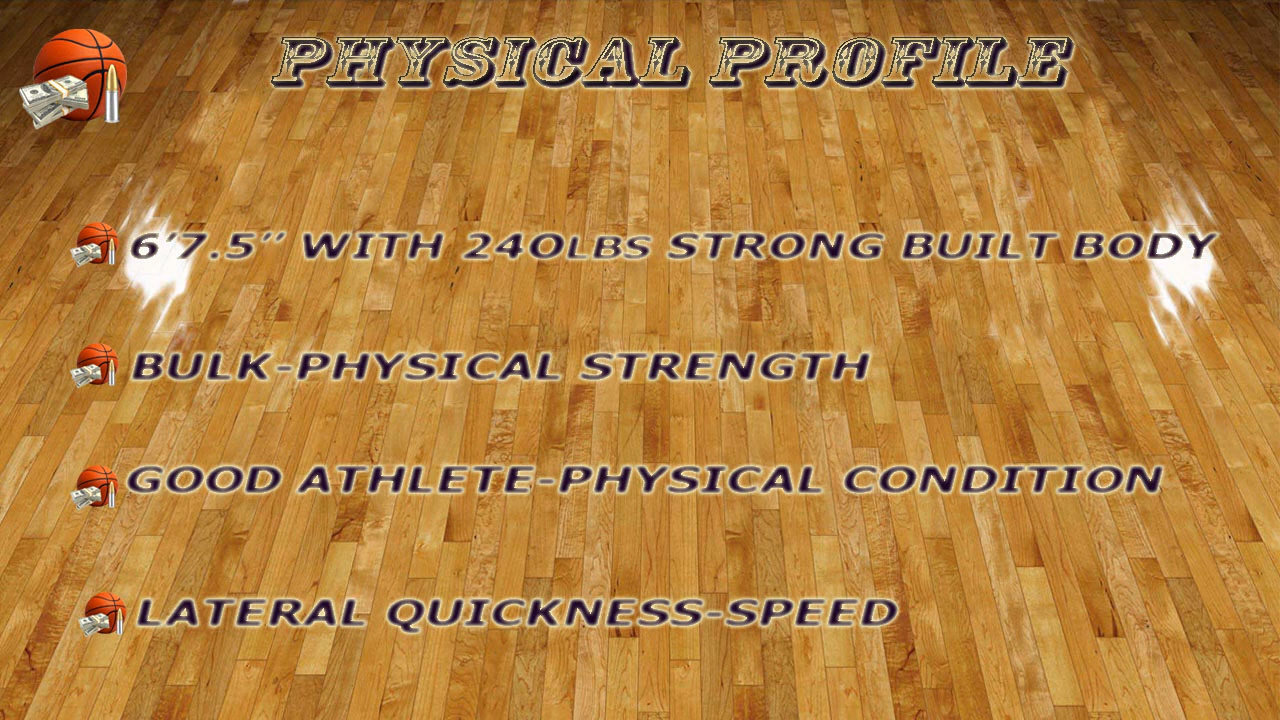 PHYSICAL PROFILE
6'7.5'' WITH 240LBS STRONG BUILT BODY
BULK-PHYSICAL STRENGTH
GOOD ATHLETE-PHYSICAL CONDITION
LATERAL QUICKNESS-SPEED